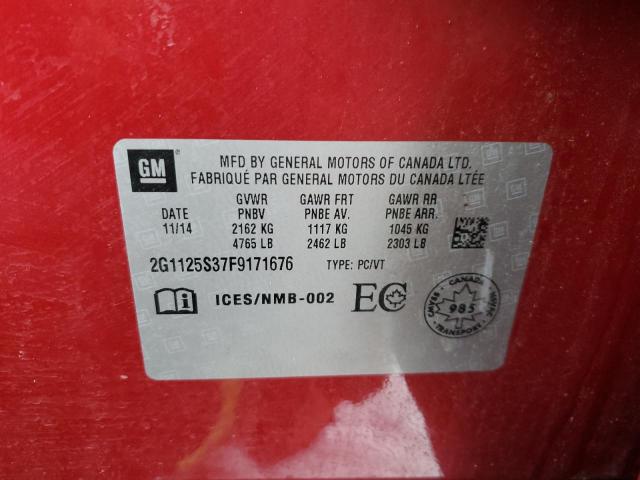 GM
MFD BY GENERAL MOTORS OF CANADA LTD.
FABRIQUÉ PAR GENERAL MOTORS DU CANADA LTÉE
GVWR GAWR FRT GAWR RR
DATE PNBV PNBE AV. PNBE ARR.
11/14 2162 KG 1117 KG 1045 KG
4765 LB 2462 LB 2303 LB
2G1125S37F9171676 TYPE: PC/VT
ICES/NMB-002 EC
CANADA
985
TRANSPORT